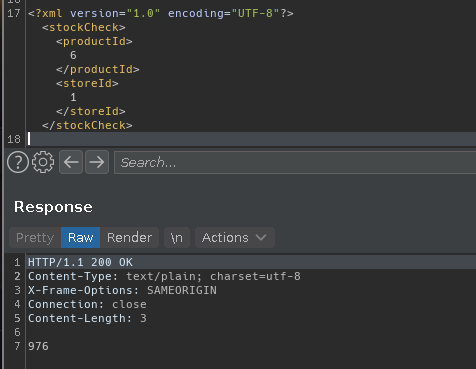 17 <?xml version="1.0" encoding="UTF-8"?>
<stockCheck>
<productId>
6
</productId>
<storeId>
1
</storeId>
</stockCheck>
18
? Search...
Response
Pretty Raw Render \n Actions
1 HTTP/1.1 200 OK
2 Content-Type: text/plain; charset=utf-8
3 X-Frame-Options: SAMEORIGIN
4 Connection: close
5 Content-Length: 3
6
7 976